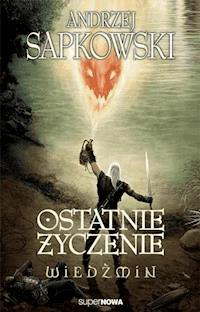 ANDRZEJ
SAPKOWSKI
OSTATNIE
ŻYCZENIE
WIEDŹMIN
superNOWA